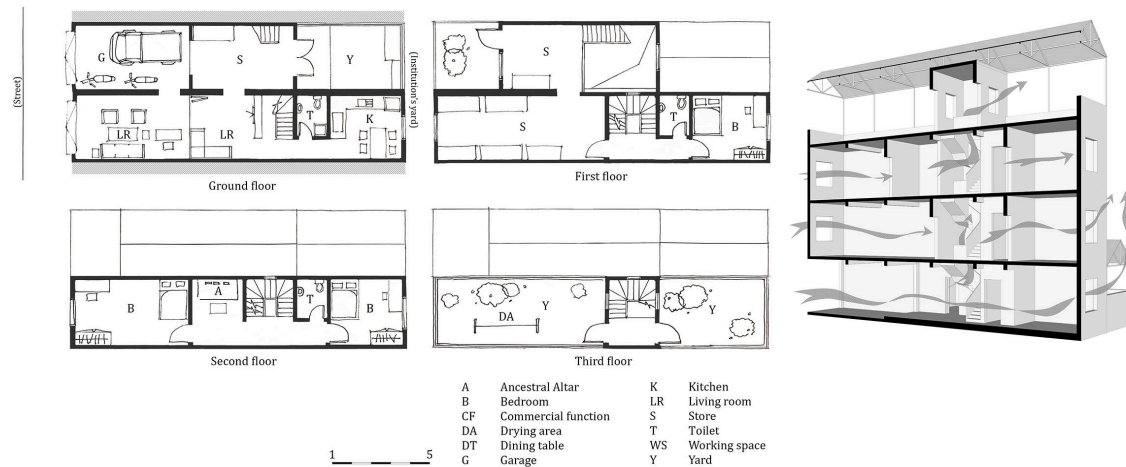 (Street)
G
S
Y
LR
LR
T
K
(Institution's yard)
Ground floor
S
S
T
B
First floor
B
A
T
B
Second floor
Y
DA
Y
Third floor
A Ancestral Altar
B Bedroom
CF Commercial function
DA Drying area
DT Dining table
G Garage
K Kitchen
LR Living room
S Store
T Toilet
WS Working space
Y Yard
1 5